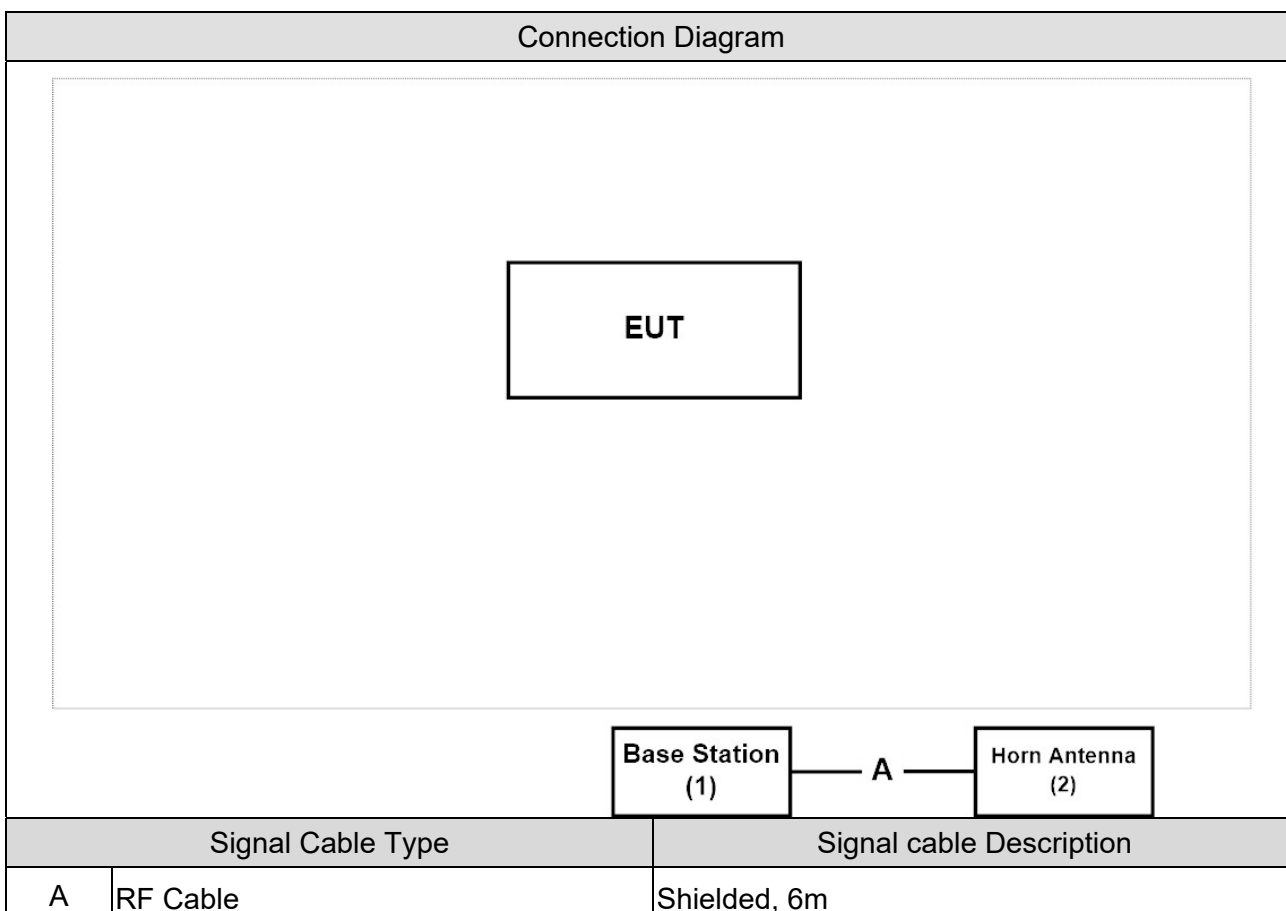 Connection Diagram
EUT
Base Station
(1)
A
Horn Antenna
(2)
Signal Cable Type Signal cable Description
A RF Cable Shielded, 6m